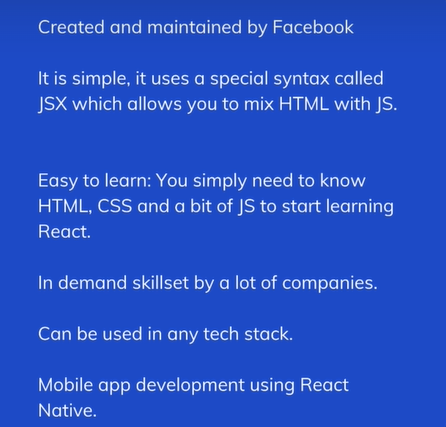 Created and maintained by Facebook
It is simple, it uses a special syntax called
JSX which allows you to mix HTML with JS.
Easy to learn: You simply need to know
HTML, CSS and a bit of JS to start learning
React.
In demand skillset by a lot of companies.
Can be used in any tech stack.
Mobile app development using React
Native.